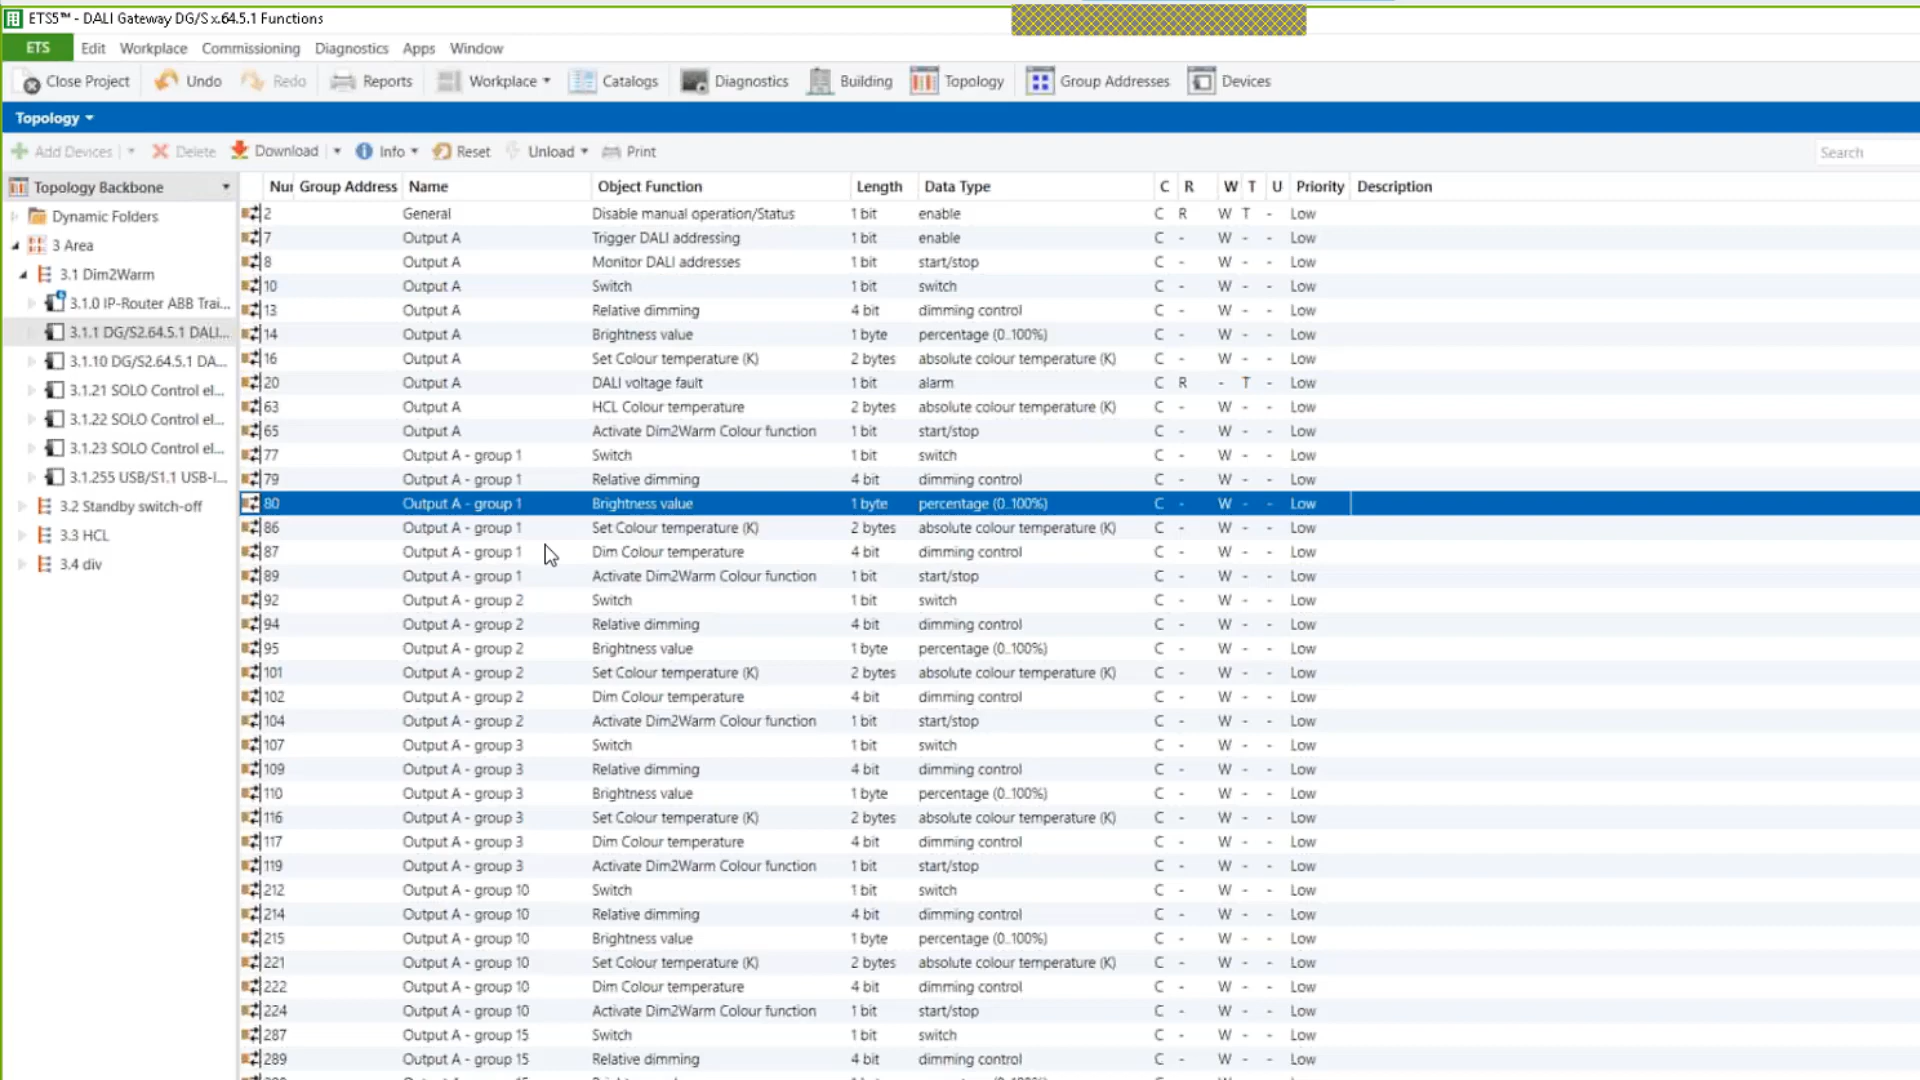 ETS5™ - DALI Gateway DG/S x.64.5.1 Functions
ETS Edit Workplace Commissioning Diagnostics Apps Window
Close Project Undo Redo Reports Workplace Catalogs Diagnostics Building Topology Group Addresses Devices
Topology
Add Devices Delete Download Info Reset Unload Print Search
Topology Backbone
Dynamic Folders
3 Area
3.1 Dim2Warm
3.1.0 IP-Router ABB Trai...
3.1.1 DG/S2.64.5.1 DALI...
3.1.10 DG/S2.64.5.1 DA...
3.1.21 SOLO Control el...
3.1.22 SOLO Control el...
3.1.23 SOLO Control el...
3.1.255 USB/S1.1 USB-I...
3.2 Standby switch-off
3.3 HCL
3.4 div
Nur Group Address Name Object Function Length Data Type C R W T U Priority Description
2 General Disable manual operation/Status 1 bit enable C R W T - Low
7 Output A Trigger DALI addressing 1 bit enable C - W - - Low
8 Output A Monitor DALI addresses 1 bit start/stop C - W - - Low
10 Output A Switch 1 bit switch C - W - - Low
13 Output A Relative dimming 4 bit dimming control C - W - - Low
14 Output A Brightness value 1 byte percentage (0..100%) C - W - - Low
16 Output A Set Colour temperature (K) 2 bytes absolute colour temperature (K) C - W - - Low
20 Output A DALI voltage fault 1 bit alarm C R - T - Low
63 Output A HCL Colour temperature 2 bytes absolute colour temperature (K) C - W - - Low
65 Output A Activate Dim2Warm Colour function 1 bit start/stop C - W - - Low
77 Output A - group 1 Switch 1 bit switch C - W - - Low
79 Output A - group 1 Relative dimming 4 bit dimming control C - W - - Low
80 Output A - group 1 Brightness value 1 byte percentage (0..100%) C - W - - Low
86 Output A - group 1 Set Colour temperature (K) 2 bytes absolute colour temperature (K) C - W - - Low
87 Output A - group 1 Dim Colour temperature 4 bit dimming control C - W - - Low
89 Output A - group 1 Activate Dim2Warm Colour function 1 bit start/stop C - W - - Low
92 Output A - group 2 Switch 1 bit switch C - W - - Low
94 Output A - group 2 Relative dimming 4 bit dimming control C - W - - Low
95 Output A - group 2 Brightness value 1 byte percentage (0..100%) C - W - - Low
101 Output A - group 2 Set Colour temperature (K) 2 bytes absolute colour temperature (K) C - W - - Low
102 Output A - group 2 Dim Colour temperature 4 bit dimming control C - W - - Low
104 Output A - group 2 Activate Dim2Warm Colour function 1 bit start/stop C - W - - Low
107 Output A - group 3 Switch 1 bit switch C - W - - Low
109 Output A - group 3 Relative dimming 4 bit dimming control C - W - - Low
110 Output A - group 3 Brightness value 1 byte percentage (0..100%) C - W - - Low
116 Output A - group 3 Set Colour temperature (K) 2 bytes absolute colour temperature (K) C - W - - Low
117 Output A - group 3 Dim Colour temperature 4 bit dimming control C - W - - Low
119 Output A - group 3 Activate Dim2Warm Colour function 1 bit start/stop C - W - - Low
212 Output A - group 10 Switch 1 bit switch C - W - - Low
214 Output A - group 10 Relative dimming 4 bit dimming control C - W - - Low
215 Output A - group 10 Brightness value 1 byte percentage (0..100%) C - W - - Low
221 Output A - group 10 Set Colour temperature (K) 2 bytes absolute colour temperature (K) C - W - - Low
222 Output A - group 10 Dim Colour temperature 4 bit dimming control C - W - - Low
224 Output A - group 10 Activate Dim2Warm Colour function 1 bit start/stop C - W - - Low
287 Output A - group 15 Switch 1 bit switch C - W - - Low
289 Output A - group 15 Relative dimming 4 bit dimming control C - W - - Low